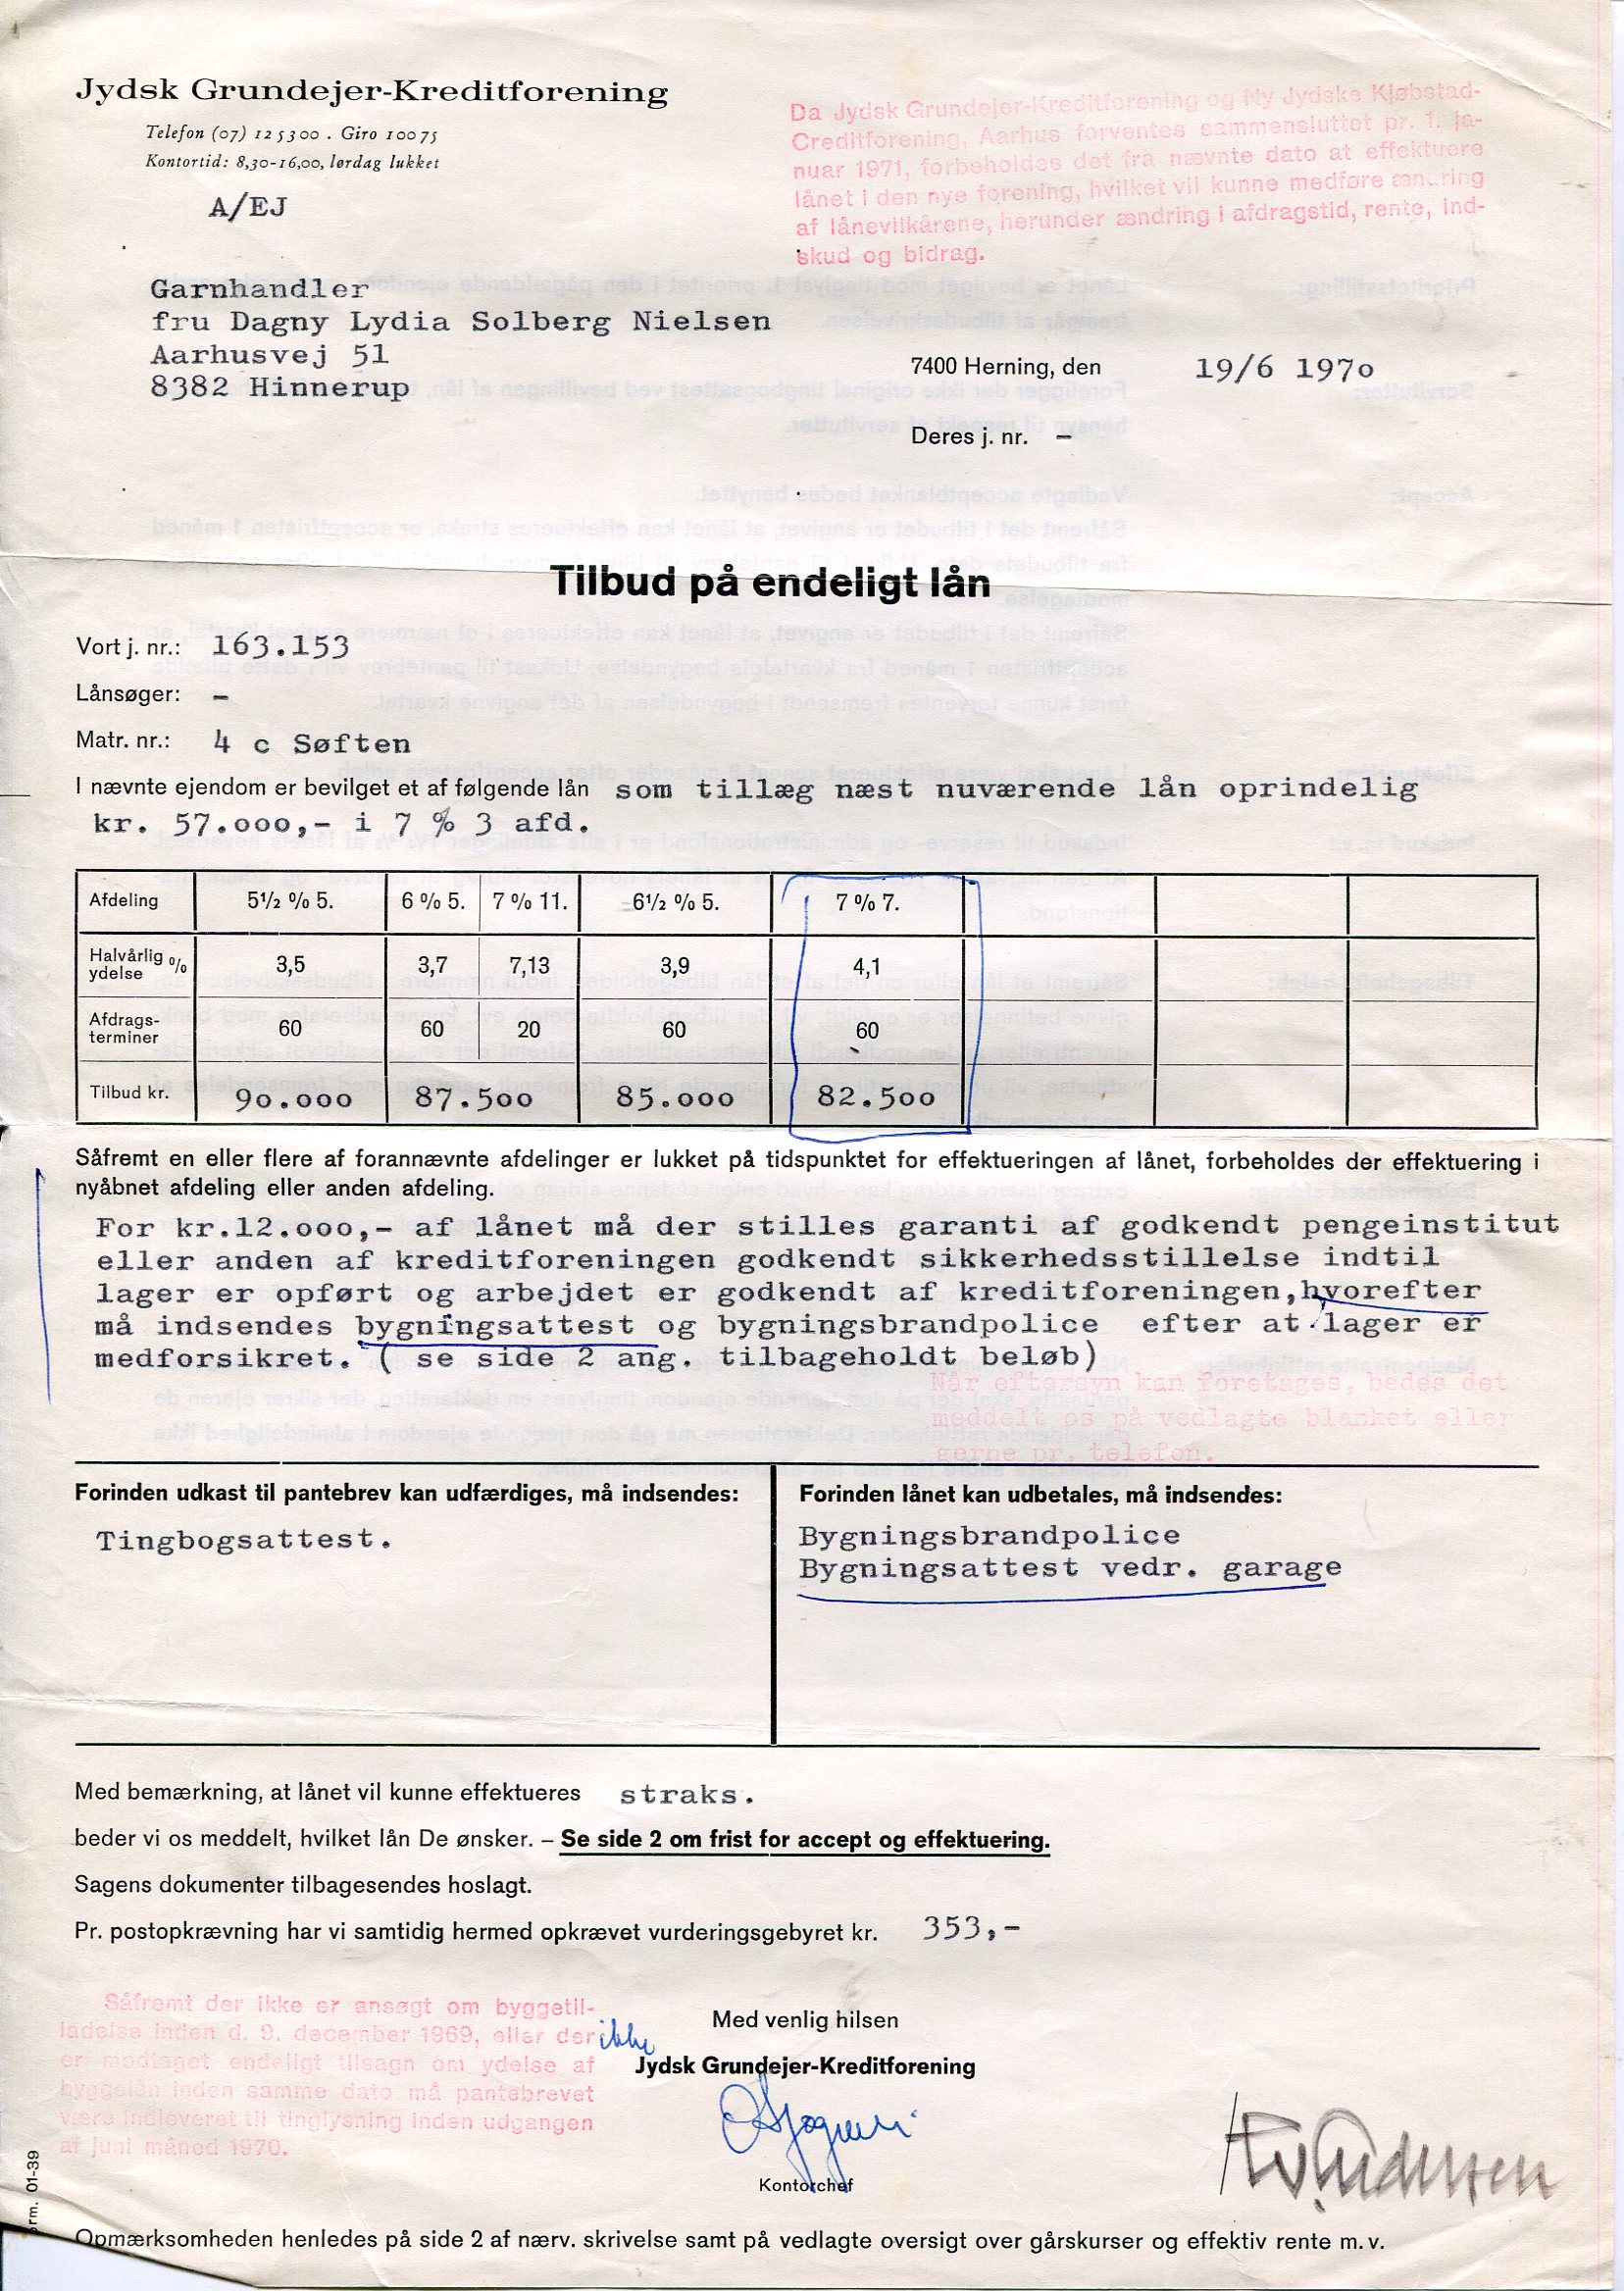 Jydsk Grundejer-Kreditforening
Telefon (07) 12 53 00 . Giro 100 75
Kontortid: 8,30-16,00, lørdag lukket
A/EJ
Da Jydsk Grundejer-Kreditforening og Ny Jydske Kjøbstad-
Creditforening, Aarhus forventes sammensluttet pr. 1. ja-
nuar 1971, forbeholdes det fra nævnte dato at effektuere
lånet i den nye forening, hvilket vil kunne medføre ændring
af lånevilkårene, herunder ændring i afdragstid, rente, ind-
skud og bidrag.
Garnhandler
fru Dagny Lydia Solberg Nielsen
Aarhusvej 51
8382 Hinnerup
7400 Herning, den 19/6 1970
Deres j. nr. –
Tilbud på endeligt lån
Vort j. nr.: 163.153
Lånsøger: –
Matr. nr.: 4 c Søften
I nævnte ejendom er bevilget et af følgende lån som tillæg næst nuværende lån oprindelig
kr. 57.000,- i 7 % 3 afd.
Afdeling 5½ % 5. 6 % 5. 7 % 11. 6½ % 5. 7 % 7.
Halvårlig ydelse % 3,5 3,7 7,13 3,9 4,1
Afdrags-terminer 60 60 20 60 60
Tilbud kr. 90.000 87.500 85.000 82.500
Såfremt en eller flere af forannævnte afdelinger er lukket på tidspunktet for effektueringen af lånet, forbeholdes der effektuering i
nyåbnet afdeling eller anden afdeling.
For kr.12.000,- af lånet må der stilles garanti af godkendt pengeinstitut
eller anden af kreditforeningen godkendt sikkerhedsstillelse indtil
lager er opført og arbejdet er godkendt af kreditforeningen,hvorefter
må indsendes bygningsattest og bygningsbrandpolice efter at lager er
medforsikret. ( se side 2 ang. tilbageholdt beløb)
Når eftersyn kan foretages, bedes det
meddelt os på vedlagte blanket eller
gerne pr. telefon.
Forinden udkast til pantebrev kan udfærdiges, må indsendes:
Tingbogsattest.
Forinden lånet kan udbetales, må indsendes:
Bygningsbrandpolice
Bygningsattest vedr. garage
Med bemærkning, at lånet vil kunne effektueres straks.
beder vi os meddelt, hvilket lån De ønsker. – Se side 2 om frist for accept og effektuering.
Sagens dokumenter tilbagesendes hoslagt.
Pr. postopkrævning har vi samtidig hermed opkrævet vurderingsgebyret kr. 353,-
Såfremt der ikke er ansøgt om byggetil-
ladelse inden d. 9. december 1969, eller der ikke
er modtaget endeligt tilsagn om ydelse af
byggelån inden samme dato må pantebrevet
være indleveret til tinglysning inden udgangen
af juni måned 1970.
Med venlig hilsen
Jydsk Grundejer-Kreditforening
Kontorchef
01-39
Opmærksomheden henledes på side 2 af nærv. skrivelse samt på vedlagte oversigt over gårskurser og effektiv rente m. v.